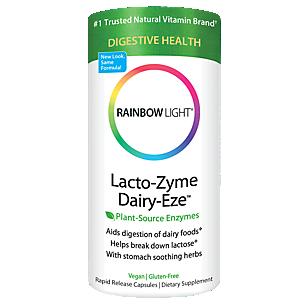 #1 Trusted Natural Vitamin Brand◊
DIGESTIVE HEALTH
New Look,
Same Formula!
RAINBOW LIGHT®
Lacto-Zyme
Dairy-Eze™
Plant-Source Enzymes
Aids digestion of dairy foods✦
Helps break down lactose✦
With stomach soothing herbs
Vegan | Gluten-Free
Rapid Release Capsules | Dietary Supplement